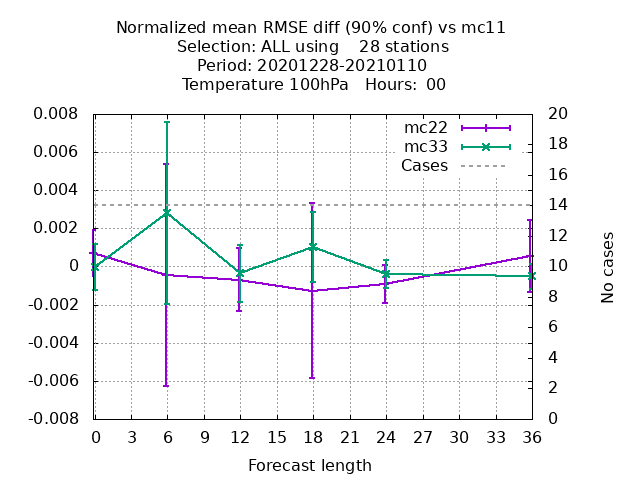 Normalized mean RMSE diff (90% conf) vs mc11
Selection: ALL using    28 stations
Period: 20201228-20210110
Temperature 100hPa   Hours:  00
mc22
mc33
Cases
0.008
0.006
0.004
0.002
0
-0.002
-0.004
-0.006
-0.008
20
18
16
14
12
10
8
6
4
2
0
No cases
0 3 6 9 12 15 18 21 24 27 30 33 36
Forecast length